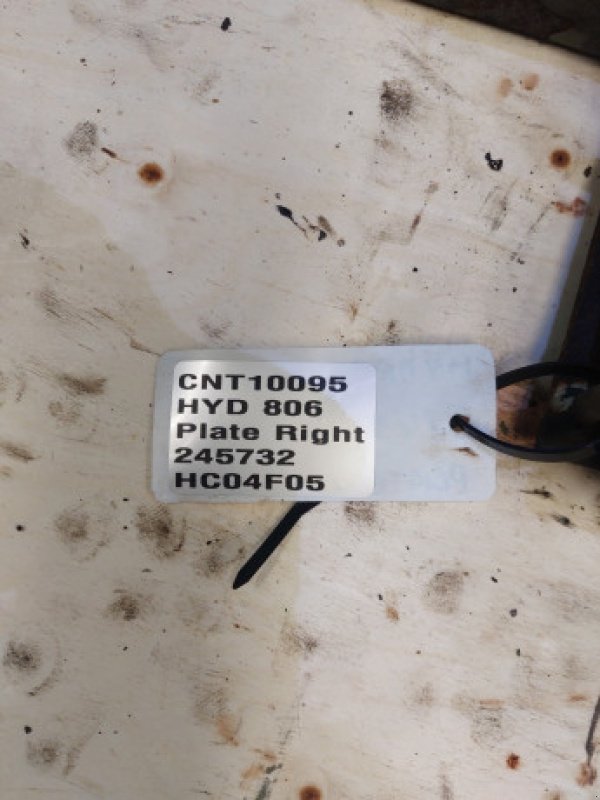 CNT10095
HYD 806
Plate Right
245732
HC04F05